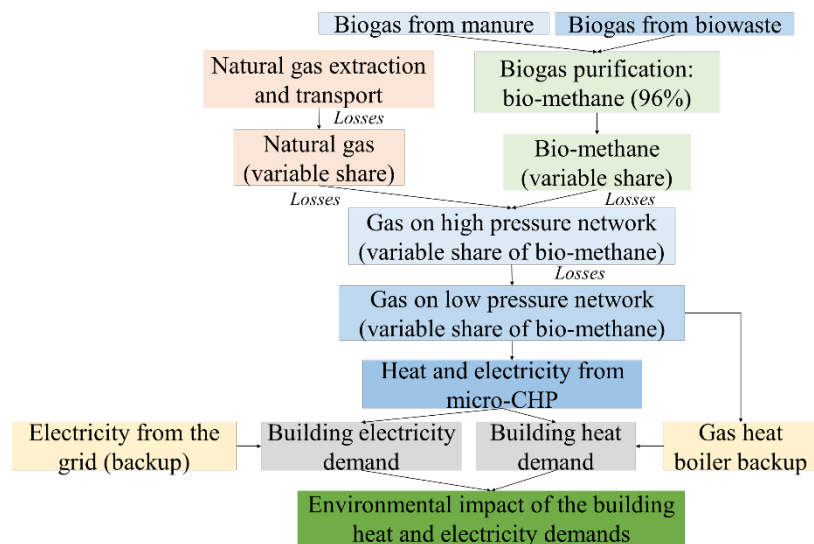 Biogas from manure
Biogas from biowaste
Natural gas extraction
and transport
Biogas purification:
bio-methane (96%)
Losses
Natural gas
(variable share)
Bio-methane
(variable share)
Losses
Losses
Gas on high pressure network
(variable share of bio-methane)
Losses
Gas on low pressure network
(variable share of bio-methane)
Heat and electricity from
micro-CHP
Electricity from the
grid (backup)
Building electricity
demand
Building heat
demand
Gas heat
boiler backup
Environmental impact of the building
heat and electricity demands